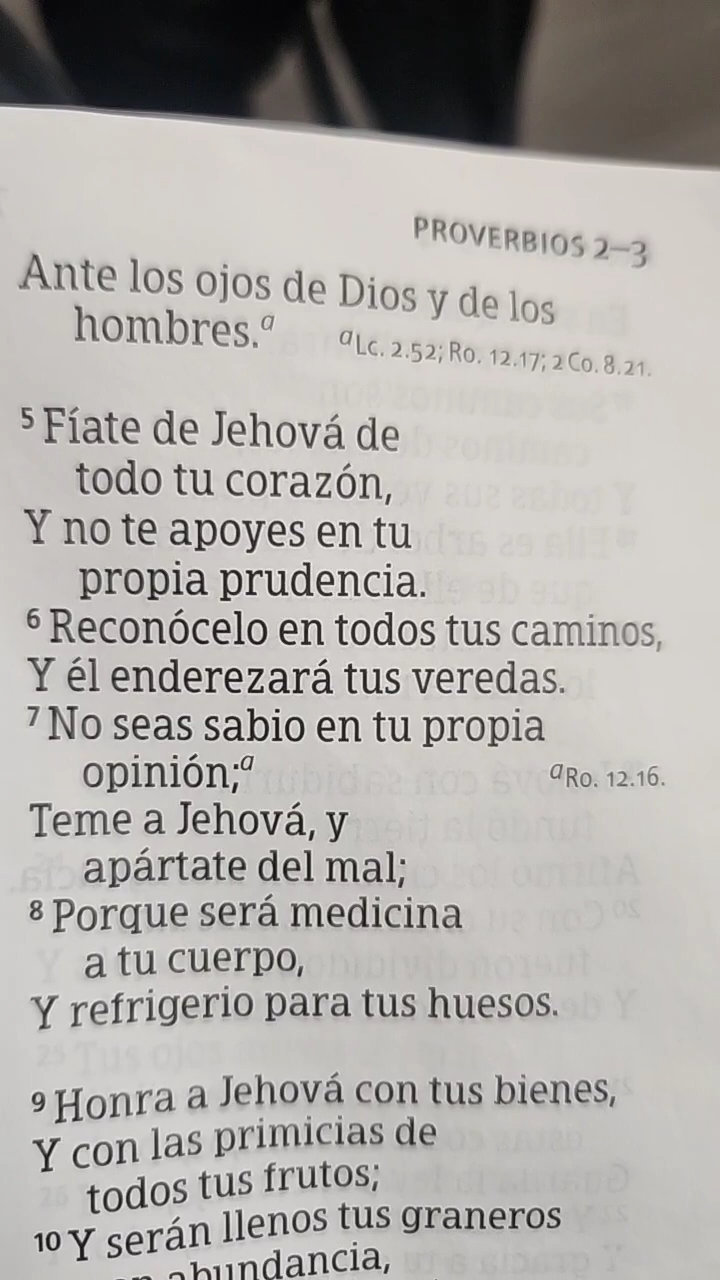 PROVERBIOS 2–3
Ante los ojos de Dios y de los
hombres.a aLc. 2.52; Ro. 12.17; 2 Co. 8.21.
5 Fíate de Jehová de
todo tu corazón,
Y no te apoyes en tu
propia prudencia.
6 Reconócelo en todos tus caminos,
Y él enderezará tus veredas.
7 No seas sabio en tu propia
opinión;a aRo. 12.16.
Teme a Jehová, y
apártate del mal;
8 Porque será medicina
a tu cuerpo,
Y refrigerio para tus huesos.
9 Honra a Jehová con tus bienes,
Y con las primicias de
todos tus frutos;
10 Y serán llenos tus graneros
abundancia,